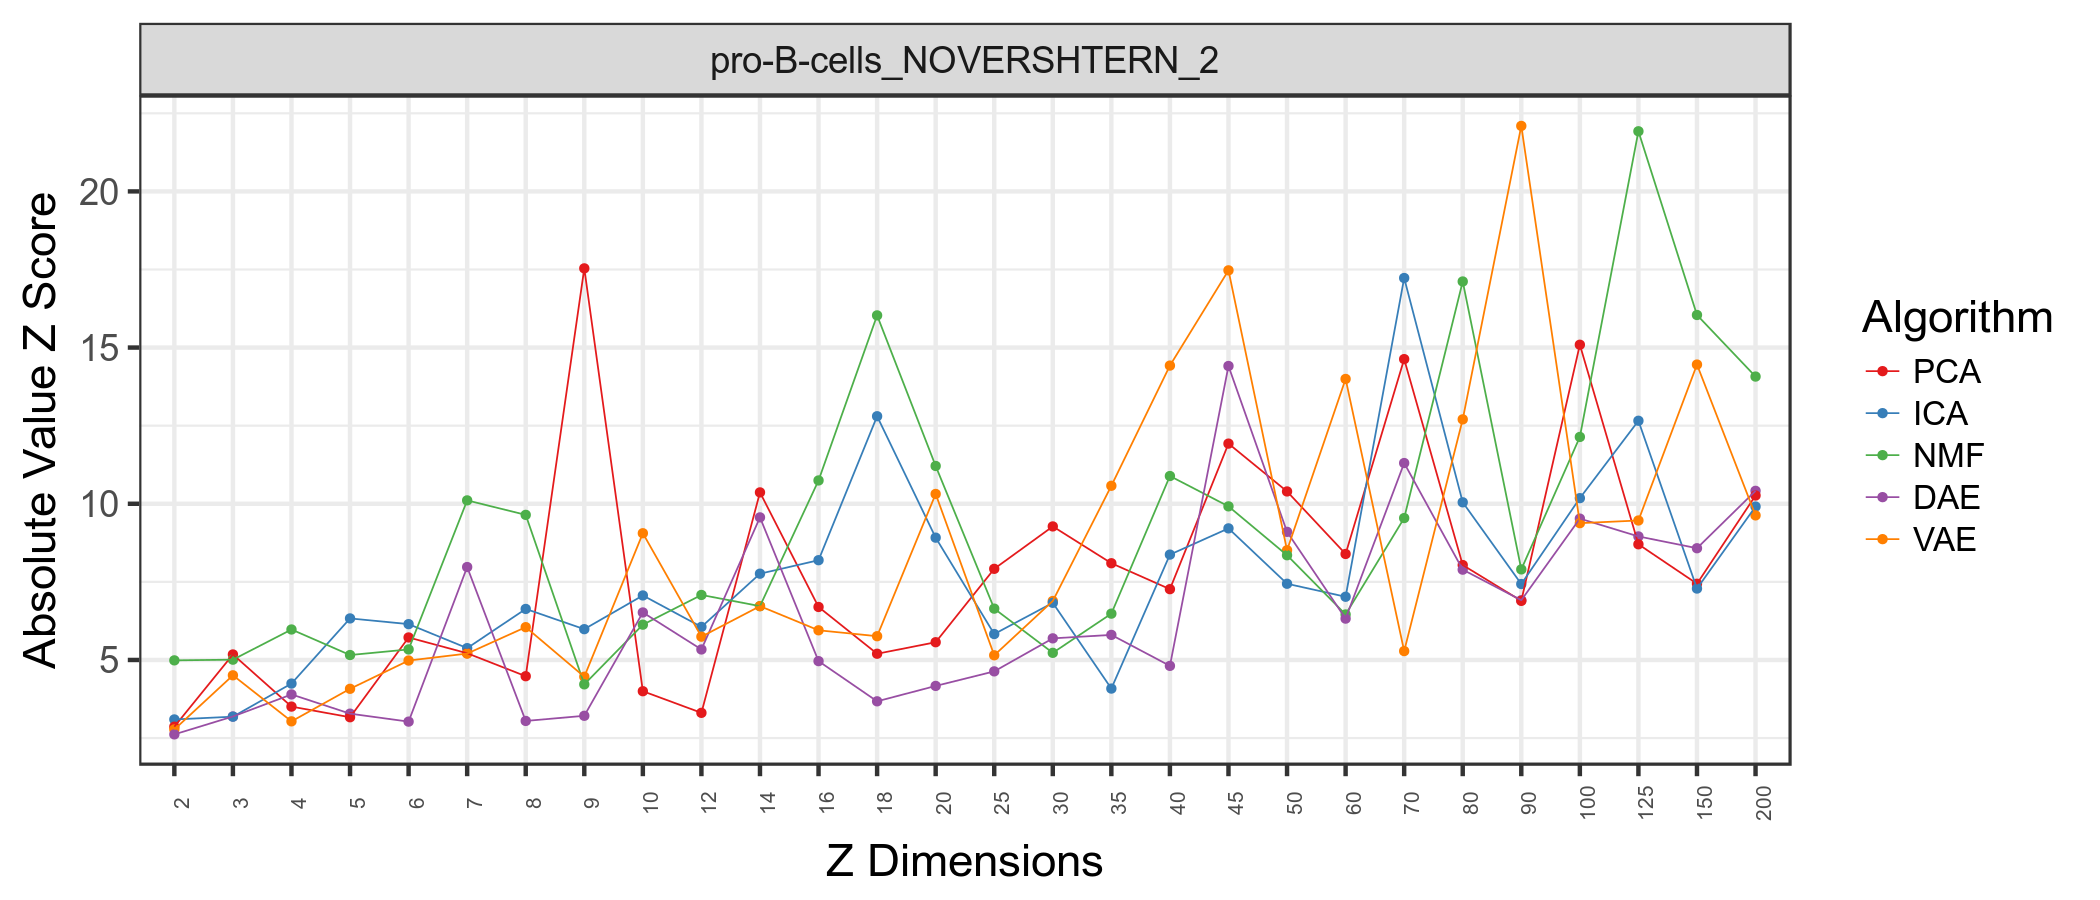 pro-B-cells_NOVERSHTERN_2
Absolute Value Z Score
20
15
10
5
2 3 4 5 6 7 8 9 10 12 14 16 18 20 25 30 35 40 45 50 60 70 80 90 100 125 150 200
Z Dimensions
Algorithm
PCA
ICA
NMF
DAE
VAE